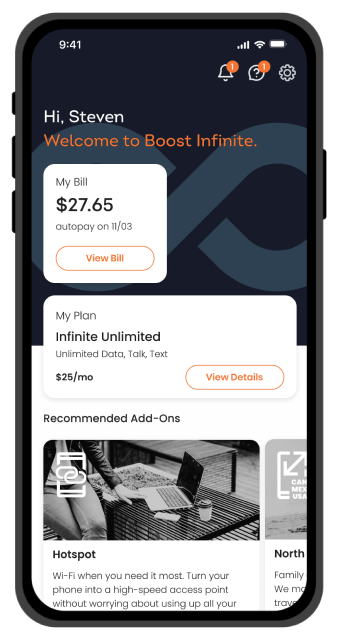 9:41
1
1
Hi, Steven
Welcome to Boost Infinite.
My Bill
$27.65
autopay on 11/03
View Bill
My Plan
Infinite Unlimited
Unlimited Data, Talk, Text
$25/mo
View Details
Recommended Add-Ons
CAN
MEX
USA
Hotspot
Wi-Fi when you need it most. Turn your
phone into a high-speed access point
without worrying about using up all your
North
Family
We ma
trave